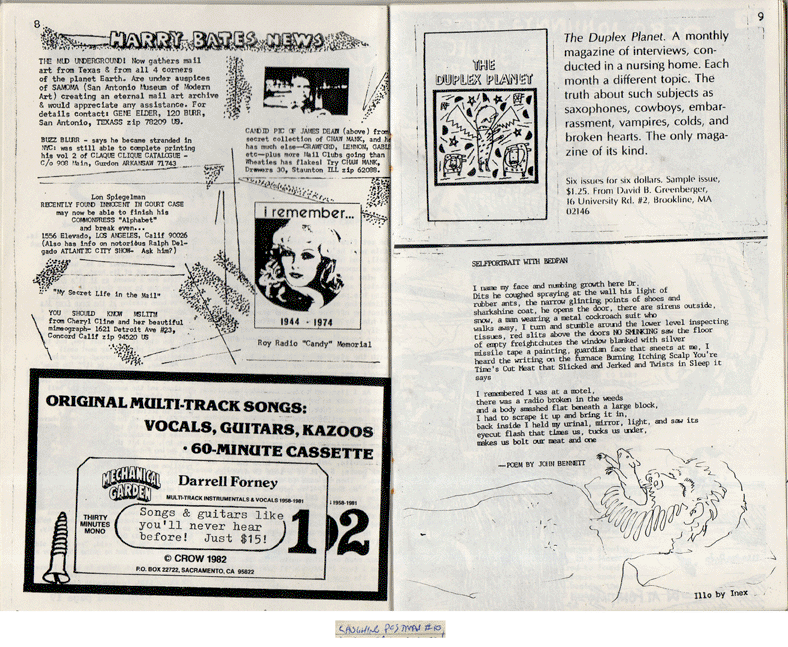 8
HARRY BATES NEWS
THE MUD UNDERGROUND! Now gathers mail
art from Texas & from all 4 corners
of the planet Earth. Are under auspices
of SAMOMA (San Antonio Museum of Modern
Art) creating an eternal mail art archive
& would appreciate any assistance. For
details contact: GENE ELDER, 120 BURR,
San Antonio, TEXASS zip 78209 US.
BUZZ BLURR - says he became stranded in
NYC: was still able to complete printing
his vol 2 of CLAQUE CLIQUE CATALOGUE -
C/o 908 Main, Gurdon ARKANSAW 71743
Lon Spiegelman
RECENTLY FOUND INNOCENT IN COURT CASE
may now be able to finish his
COMMONPRESS "Alphabet"
and break even...
1556 Elevado, LOS ANGELES, Calif 90026
(Also has info on notorious Ralph Del-
gado ATLANTIC CITY SHOW- Ask him?)
"My Secret Life in the Mail"
YOU SHOULD KNOW MSLITH
from Cheryl Cline and her beautiful
mimeograph- 1621 Detroit Ave #23,
Concord Calif zip 94520 US
CANDID PIC OF JAMES DEAN (above) from
secret collection of CHAW MANK, and he
has much else—CRAWFORD, LENNON, GABLE
etc—plus more Mail Clubs going than
Wheaties has flakes! Try CHAW MANK,
Drawers 30, Staunton ILL zip 62088.
i remember...
1944 - 1974
Roy Radio "Candy" Memorial
ORIGINAL MULTI-TRACK SONGS:
VOCALS, GUITARS, KAZOOS
· 60-MINUTE CASSETTE
MECHANICAL
GARDEN
Darrell Forney
MULTI-TRACK INSTRUMENTALS & VOCALS 1958-1981
1958-1981
THIRTY
MINUTES
MONO
Songs & guitars like
you'll never hear
before! Just $15!
1
2
© CROW 1982
P.O. BOX 22722, SACRAMENTO, CA 95822
9
THE
DUPLEX PLANET
The Duplex Planet. A monthly
magazine of interviews, con-
ducted in a nursing home. Each
month a different topic. The
truth about such subjects as
saxophones, cowboys, embar-
rassment, vampires, colds, and
broken hearts. The only maga-
zine of its kind.
Six issues for six dollars. Sample issue,
$1.25. From David B. Greenberger,
16 University Rd. #2, Brookline, MA
02146
SELFPORTRAIT WITH BEDPAN
I name my face and numbing growth here Dr.
Dits he coughed spraying at the wall his light of
rubber ants, the narrow glinting points of shoes and
sharkshine coat, he opens the door, there are sirens outside,
snow, a man wearing a metal cockroach suit who
walks away, I turn and stumble around the lower level inspecting
tissues, red slits above the doors NO SMUNKING saw the floor
of empty freightchutes the window blanked with silver
missile tape a painting, guardian face that sneets at me, I
heard the writing on the furnace Burning Itching Scalp You're
Time's Out Meat that Slicked and Jerked and Twists in Sleep it
says
I remembered I was at a motel,
there was a radio broken in the weeds
and a body smashed flat beneath a large block,
I had to scrape it up and bring it in,
back inside I held my urinal, mirror, light, and saw its
eyecut flash that times us, tucks us under,
makes us bolt our meat and one
—POEM BY JOHN BENNETT
Illo by Inex
LAUGHING POSTMAN #10